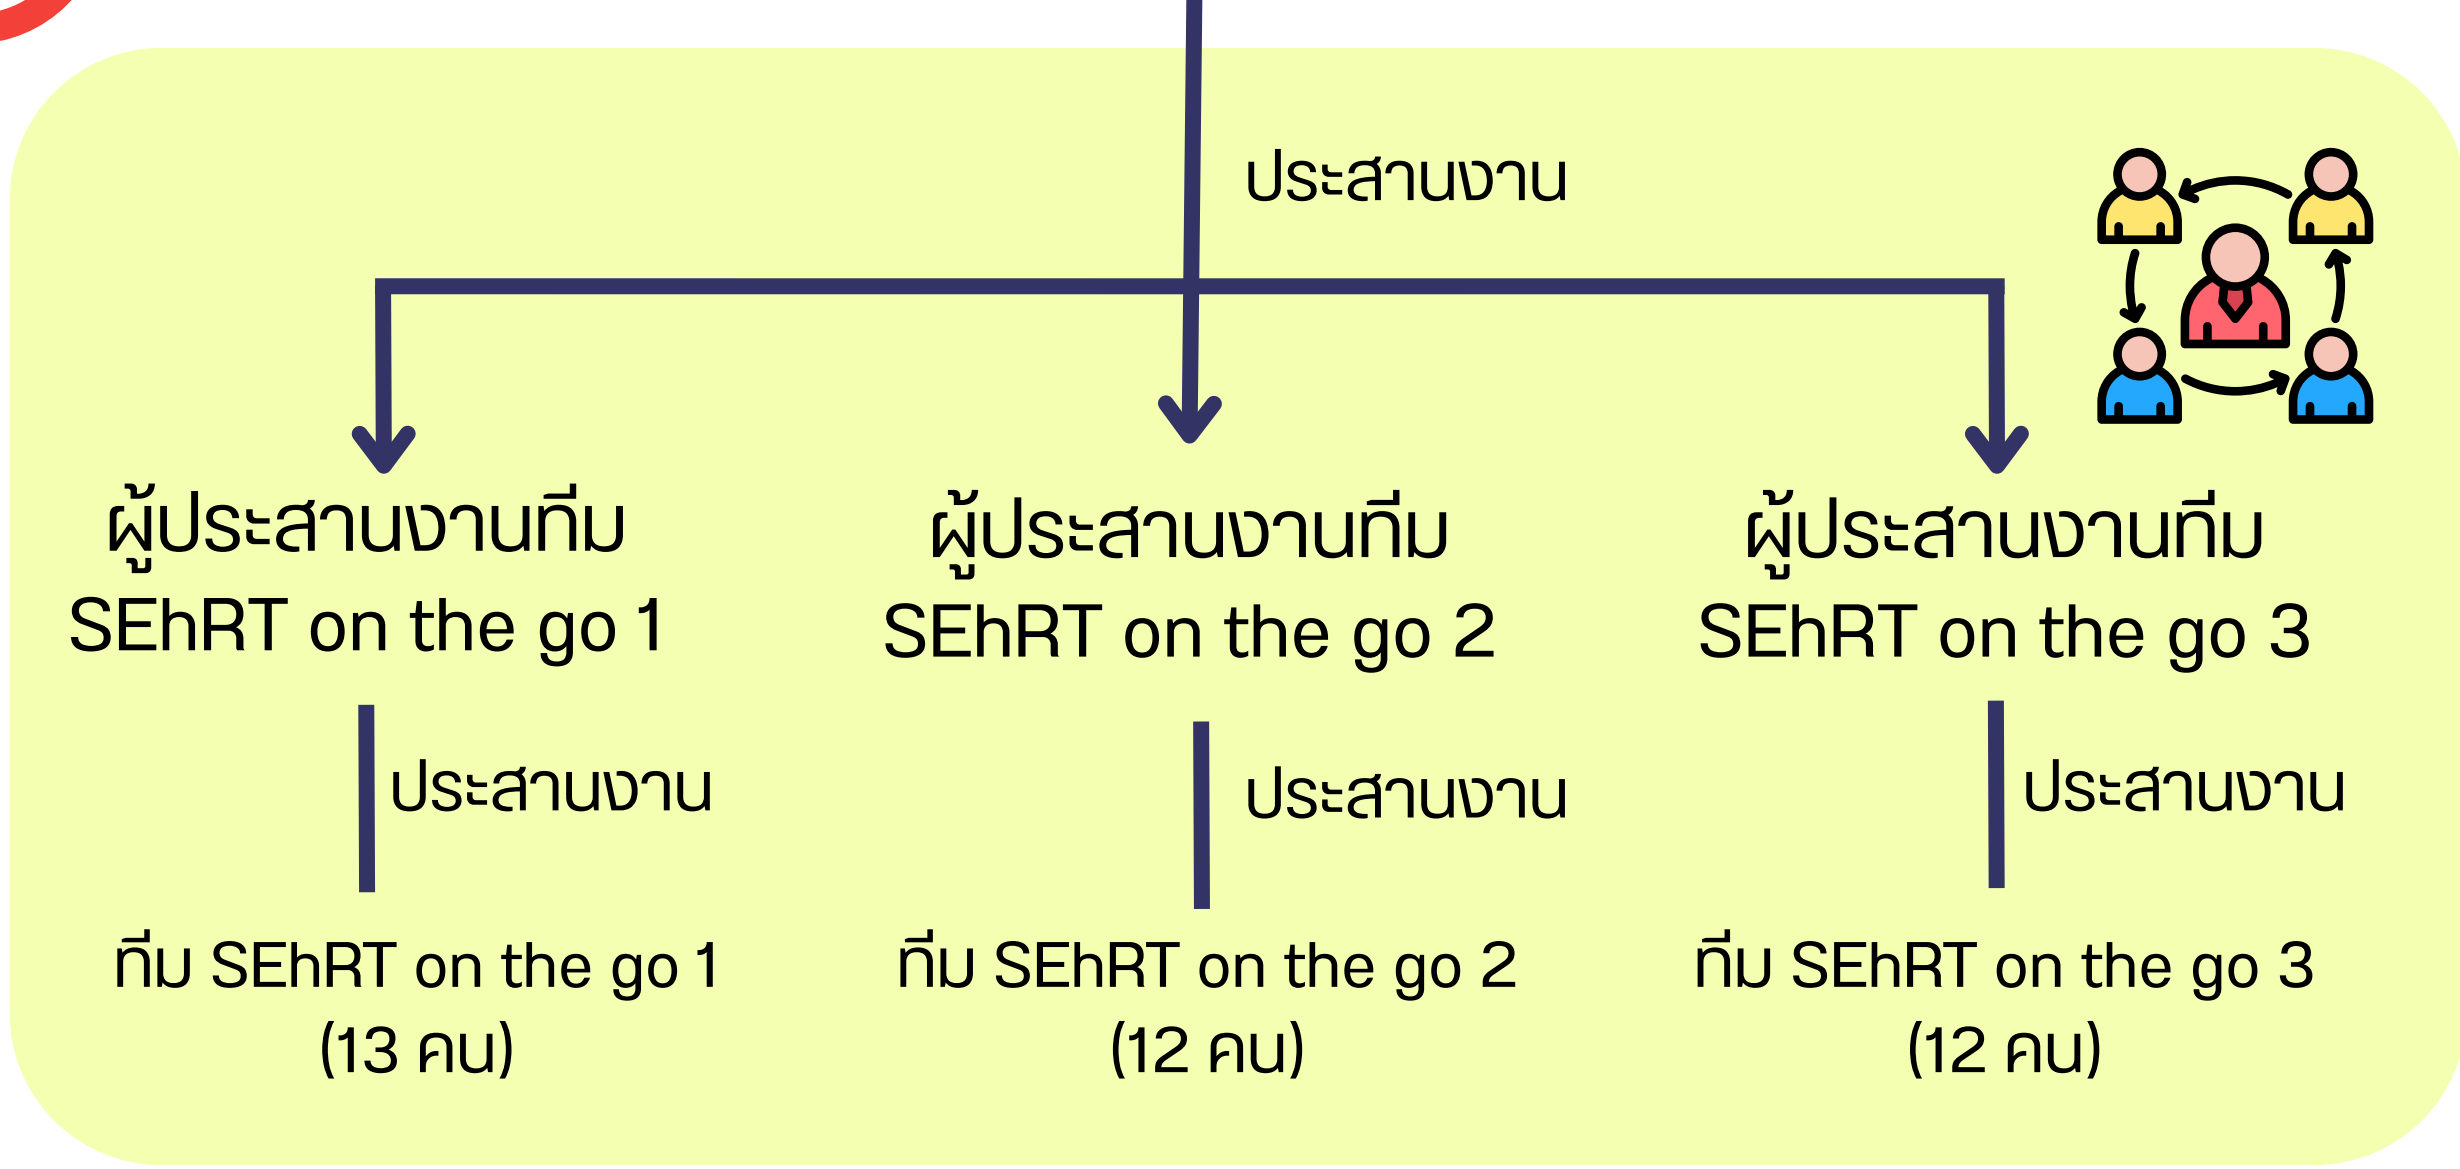 ประสานงาน
ผู้ประสานงานทีม
SEhRT on the go 1
ผู้ประสานงานทีม
SEhRT on the go 2
ผู้ประสานงานทีม
SEhRT on the go 3
ประสานงาน
ประสานงาน
ประสานงาน
ทีม SEhRT on the go 1
(13 คน)
ทีม SEhRT on the go 2
(12 คน)
ทีม SEhRT on the go 3
(12 คน)